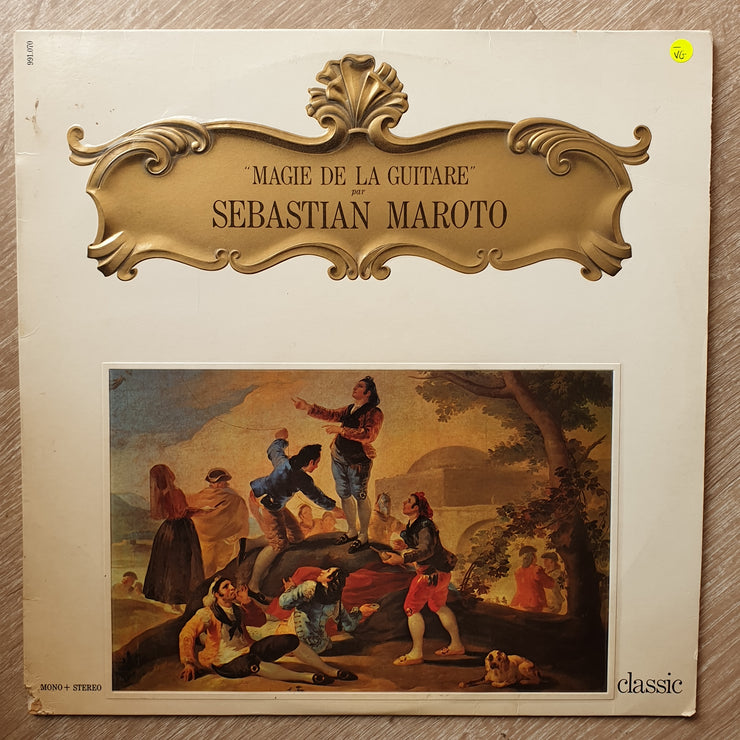 991.070
VG
"MAGIE DE LA GUITARE"
par
SEBASTIAN MAROTO
MONO + STEREO
classic